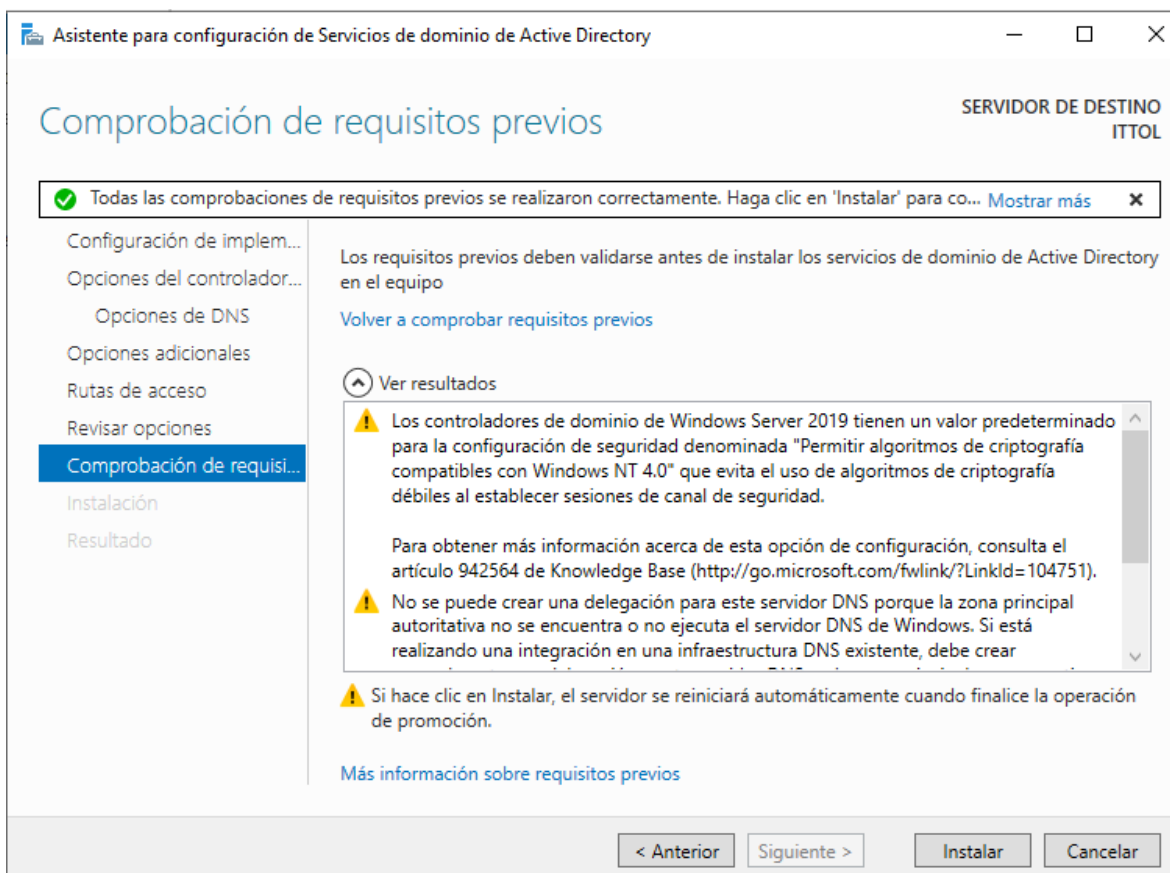 Asistente para configuración de Servicios de dominio de Active Directory
Comprobación de requisitos previos
SERVIDOR DE DESTINO
ITTOL
Todas las comprobaciones de requisitos previos se realizaron correctamente. Haga clic en 'Instalar' para co... Mostrar más
Configuración de implem...
Opciones del controlador...
Opciones de DNS
Opciones adicionales
Rutas de acceso
Revisar opciones
Comprobación de requisi...
Instalación
Resultado
Los requisitos previos deben validarse antes de instalar los servicios de dominio de Active Directory
en el equipo
Volver a comprobar requisitos previos
Ver resultados
Los controladores de dominio de Windows Server 2019 tienen un valor predeterminado
para la configuración de seguridad denominada "Permitir algoritmos de criptografía
compatibles con Windows NT 4.0" que evita el uso de algoritmos de criptografía
débiles al establecer sesiones de canal de seguridad.
Para obtener más información acerca de esta opción de configuración, consulta el
artículo 942564 de Knowledge Base (http://go.microsoft.com/fwlink/?LinkId=104751).
No se puede crear una delegación para este servidor DNS porque la zona principal
autoritativa no se encuentra o no ejecuta el servidor DNS de Windows. Si está
realizando una integración en una infraestructura DNS existente, debe crear
Si hace clic en Instalar, el servidor se reiniciará automáticamente cuando finalice la operación
de promoción.
Más información sobre requisitos previos
< Anterior
Siguiente >
Instalar
Cancelar